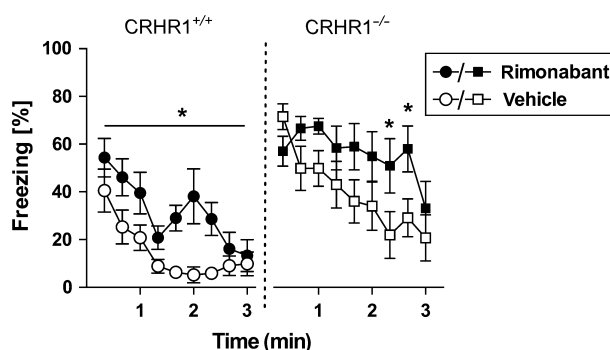 CRHR1+/+ CRHR1−/−
100
80
60
40
20
0
Freezing [%]
*
* *
●/■ Rimonabant
○/□ Vehicle
1 2 3 1 2 3
Time (min)